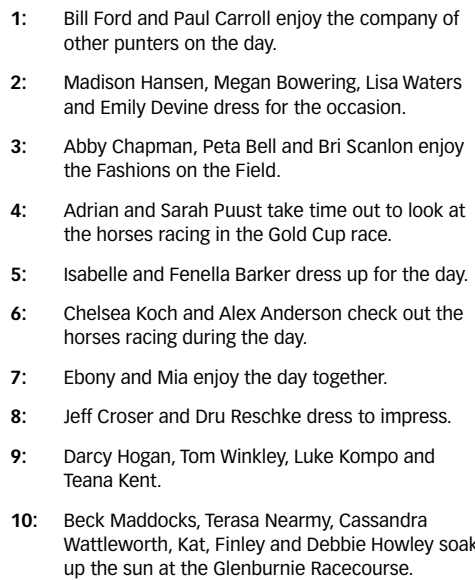 1: Bill Ford and Paul Carroll enjoy the company of
other punters on the day.
2: Madison Hansen, Megan Bowering, Lisa Waters
and Emily Devine dress for the occasion.
3: Abby Chapman, Peta Bell and Bri Scanlon enjoy
the Fashions on the Field.
4: Adrian and Sarah Puust take time out to look at
the horses racing in the Gold Cup race.
5: Isabelle and Fenella Barker dress up for the day.
6: Chelsea Koch and Alex Anderson check out the
horses racing during the day.
7: Ebony and Mia enjoy the day together.
8: Jeff Croser and Dru Reschke dress to impress.
9: Darcy Hogan, Tom Winkley, Luke Kompo and
Teana Kent.
10: Beck Maddocks, Terasa Nearmy, Cassandra
Wattleworth, Kat, Finley and Debbie Howley soak
up the sun at the Glenburnie Racecourse.